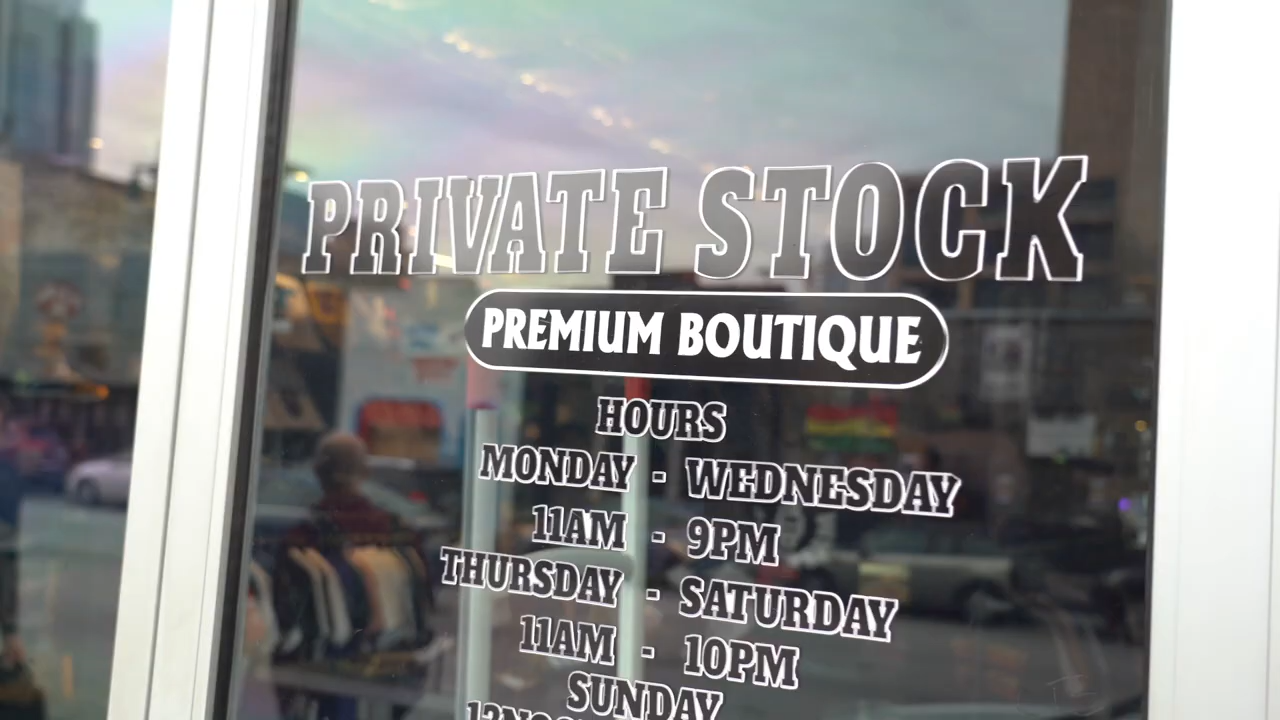 PRIVATE STOCK
PREMIUM BOUTIQUE
HOURS
MONDAY - WEDNESDAY
11AM - 9PM
THURSDAY - SATURDAY
11AM - 10PM
SUNDAY